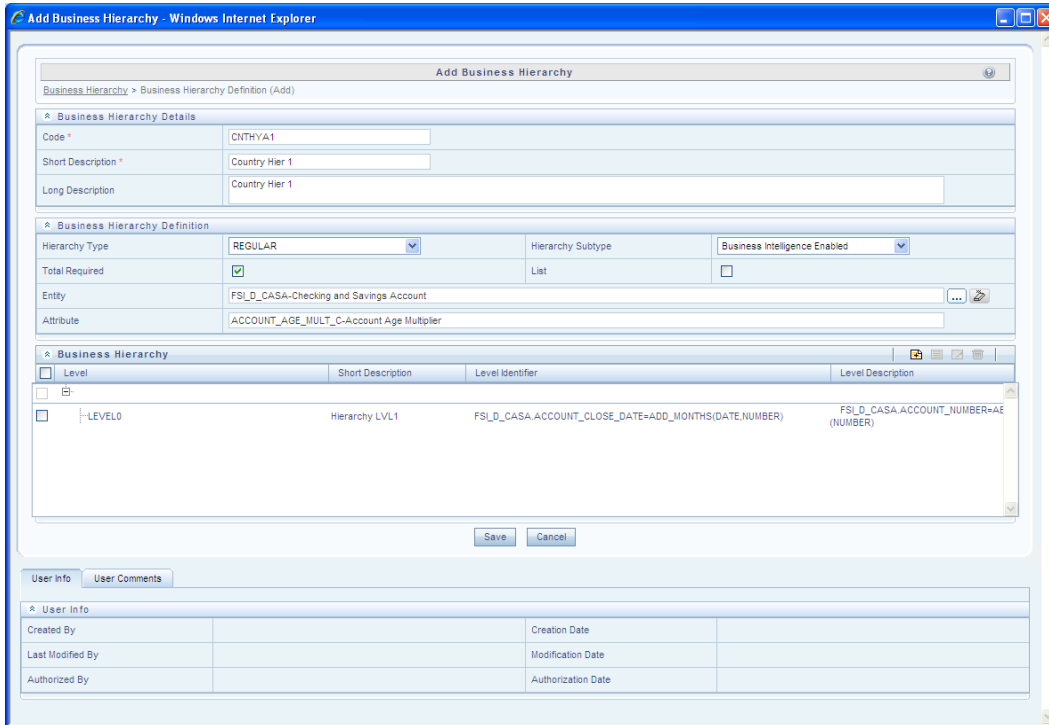 Add Business Hierarchy - Windows Internet Explorer
Add Business Hierarchy
Business Hierarchy > Business Hierarchy Definition (Add)
Business Hierarchy Details
Code * CNTHYA1
Short Description * Country Hier 1
Long Description Country Hier 1
Business Hierarchy Definition
Hierarchy Type REGULAR Hierarchy Subtype Business Intelligence Enabled
Total Required List
Entity FSI_D_CASA-Checking and Savings Account ...
Attribute ACCOUNT_AGE_MULT_C-Account Age Multiplier
Business Hierarchy
Level Short Description Level Identifier Level Description
LEVEL0 Hierarchy LVL1 FSI_D_CASA.ACCOUNT_CLOSE_DATE=ADD_MONTHS(DATE,NUMBER) FSI_D_CASA.ACCOUNT_NUMBER=
(NUMBER)
Save Cancel
User Info User Comments
User Info
Created By Creation Date
Last Modified By Modification Date
Authorized By Authorization Date